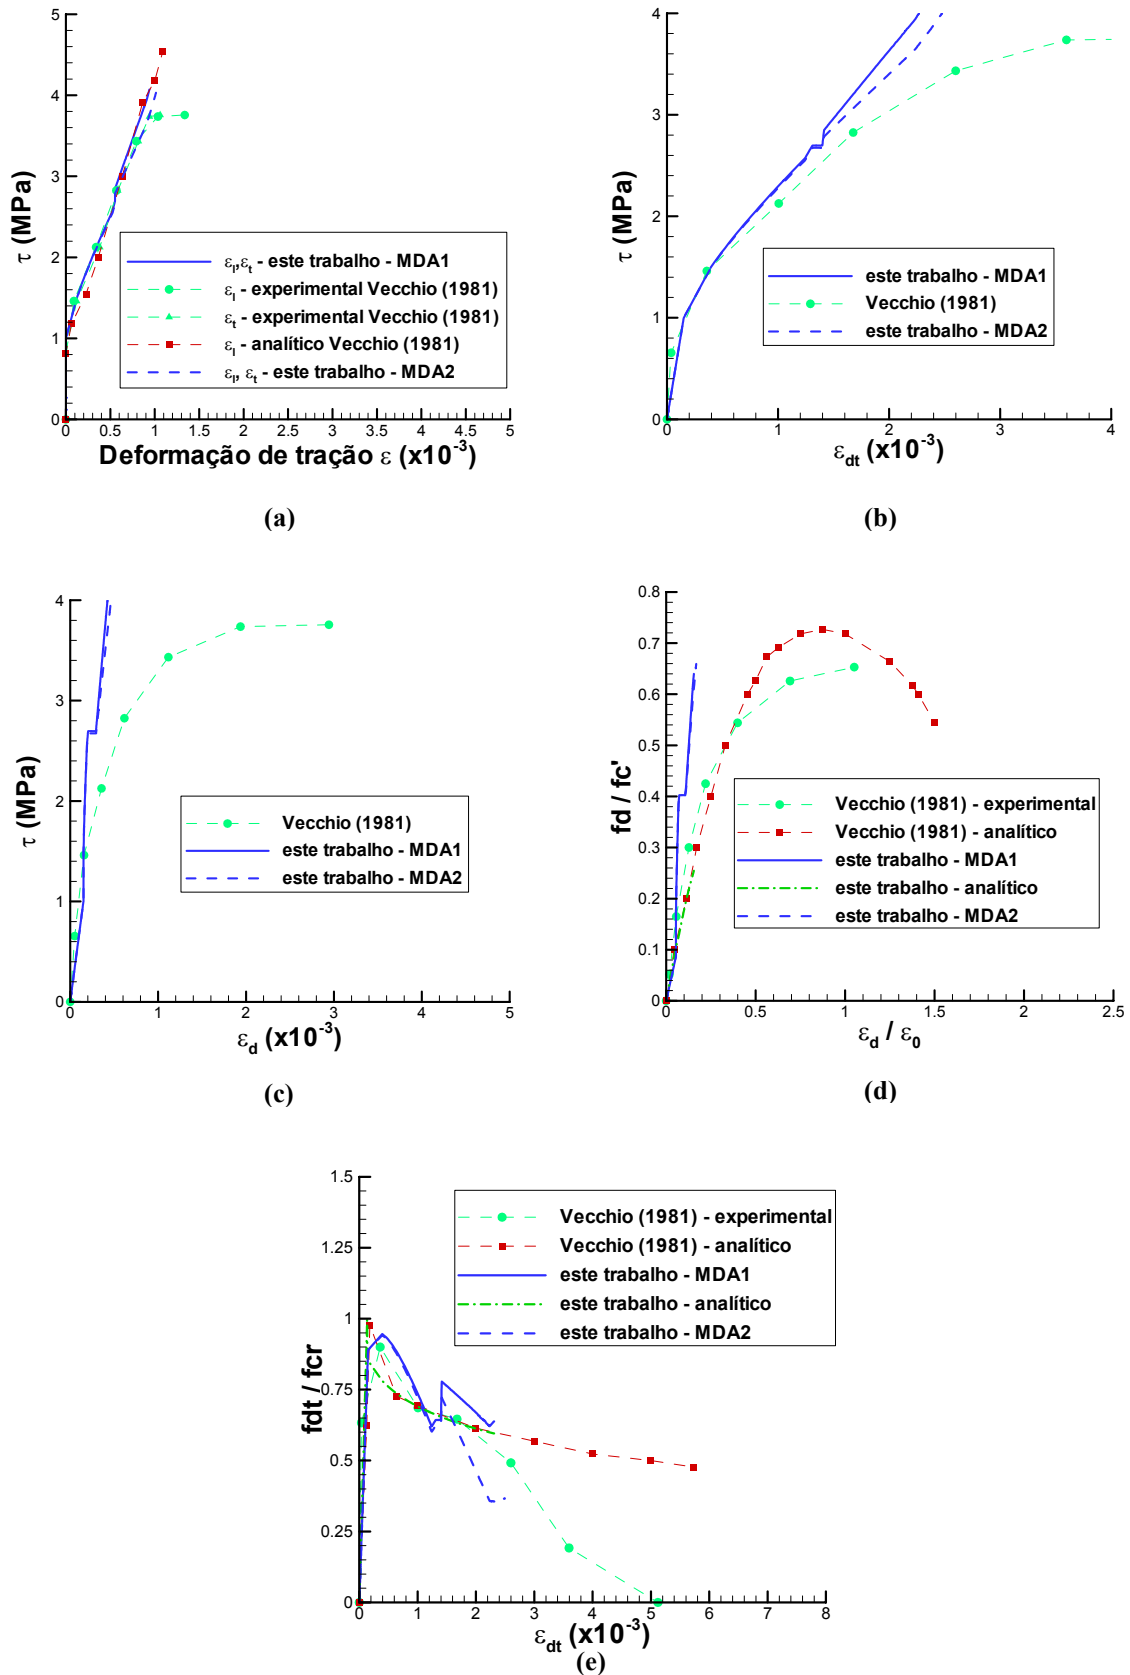 5
4
3
2
1
0
τ (MPa)
εl,εt - este trabalho - MDA1
εl - experimental Vecchio (1981)
εt - experimental Vecchio (1981)
εl - analítico Vecchio (1981)
εl, εt - este trabalho - MDA2
0 0.5 1 1.5 2 2.5 3 3.5 4 4.5 5
Deformação de tração ε (x10-3)
(a)
4
3
2
1
0
τ (MPa)
este trabalho - MDA1
Vecchio (1981)
este trabalho - MDA2
0 1 2 3 4
εdt (x10-3)
(b)
4
3
2
1
0
τ (MPa)
Vecchio (1981)
este trabalho - MDA1
este trabalho - MDA2
0 1 2 3 4 5
εd (x10-3)
(c)
0.8
0.7
0.6
0.5
0.4
0.3
0.2
0.1
0
fd / fc'
Vecchio (1981) - experimental
Vecchio (1981) - analítico
este trabalho - MDA1
este trabalho - analítico
este trabalho - MDA2
0 0.5 1 1.5 2 2.5
εd / ε0
(d)
1.5
1.25
1
0.75
0.5
0.25
0
fdt / fcr
Vecchio (1981) - experimental
Vecchio (1981) - analítico
este trabalho - MDA1
este trabalho - analítico
este trabalho - MDA2
0 1 2 3 4 5 6 7 8
εdt (x10-3)
(e)